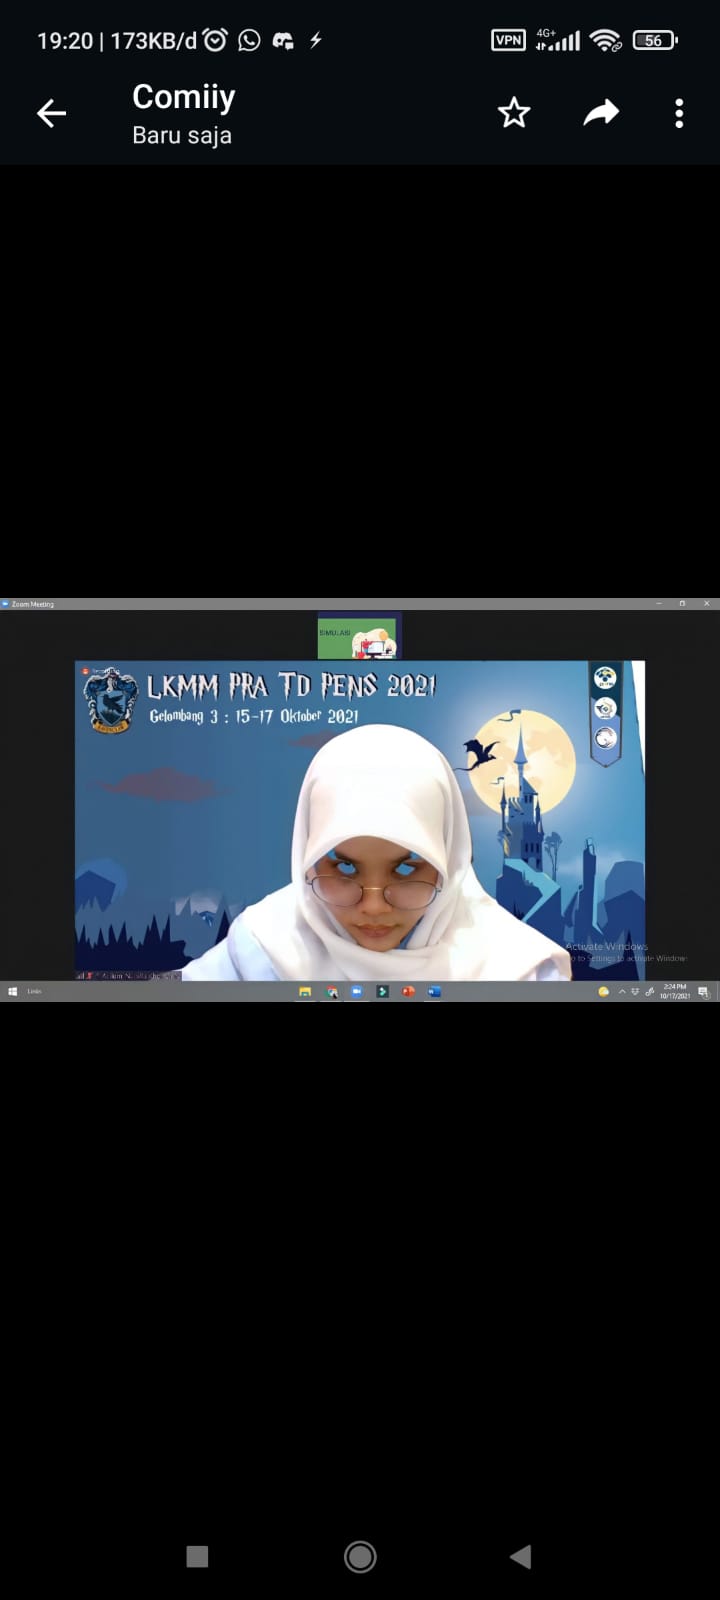 19:20 | 173KB/d
VPN
4G+
56
Comiiy
Baru saja
Zoom Meeting
SIMULASI
LKMM PRA TD PENS 2021
Gelombang 3 : 15-17 Oktober 2021
Activate Windows
Go to Settings to activate Windows
Links
2:24 PM
10/17/2021